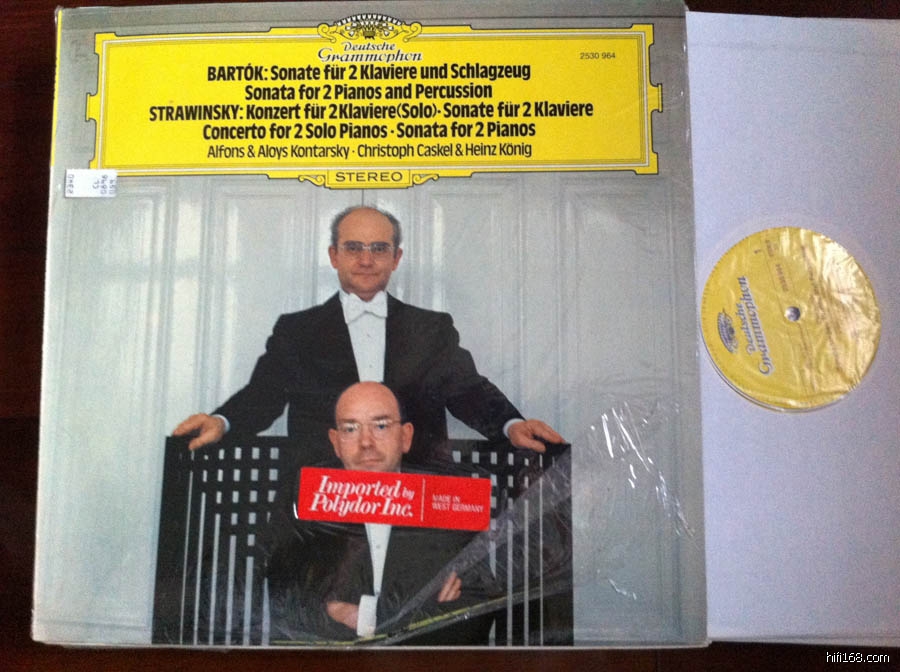 Deutsche
Grammophon
2530 964
BARTÓK: Sonate für 2 Klaviere und Schlagzeug
Sonata for 2 Pianos and Percussion
STRAWINSKY: Konzert für 2 Klaviere (Solo) · Sonate für 2 Klaviere
Concerto for 2 Solo Pianos · Sonata for 2 Pianos
Alfons & Aloys Kontarsky · Christoph Caskel & Heinz König
STEREO
Imported by
Polydor Inc.
MADE IN
WEST GERMANY
Deutsche
Grammophon
1
hifi168.com